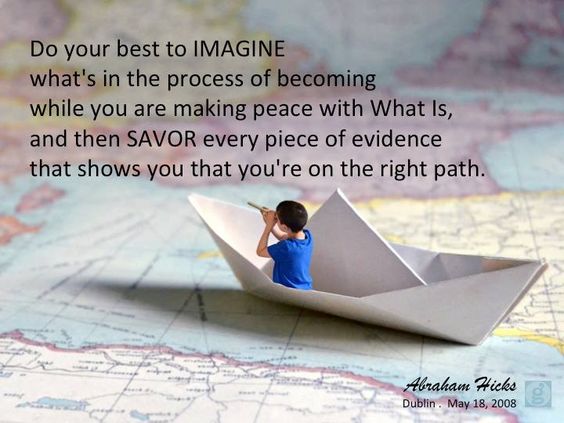 Do your best to IMAGINE
what's in the process of becoming
while you are making peace with What Is,
and then SAVOR every piece of evidence
that shows you that you're on the right path.
Abraham Hicks
Dublin . May 18, 2008